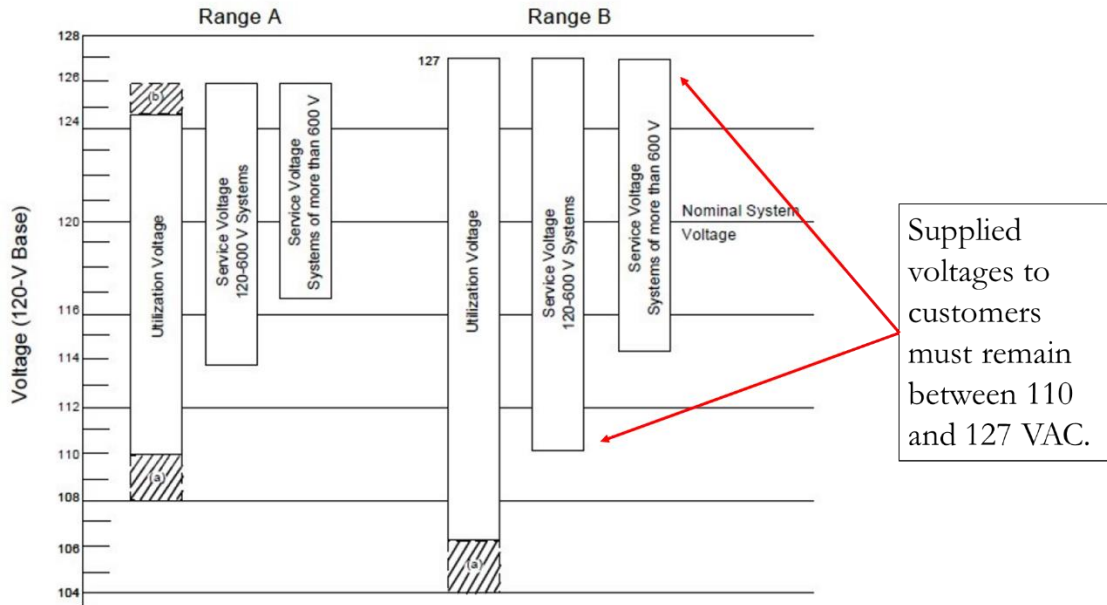 Range A
Range B
Voltage (120-V Base)
128
126
124
120
116
114
112
110
108
106
104
(b)
Utilization Voltage
(a)
Service Voltage
120-600 V Systems
Service Voltage
Systems of more than 600 V
127
Utilization Voltage
(a)
Service Voltage
120-600 V Systems
Service Voltage
Systems of more than 600 V
Nominal System
Voltage
Supplied
voltages to
customers
must remain
between 110
and 127 VAC.